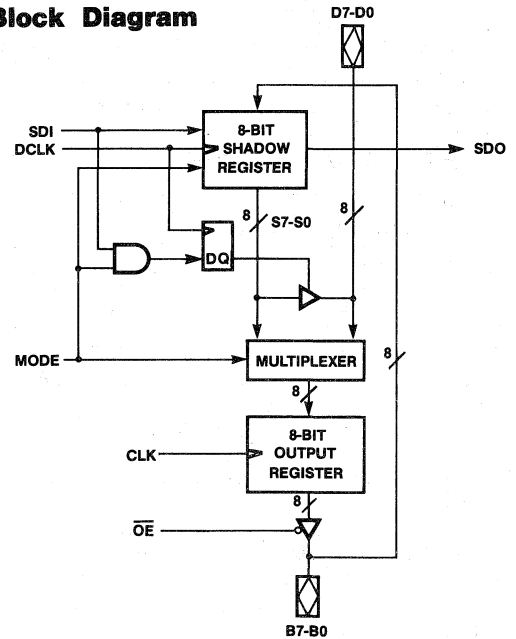 Block Diagram
D7-D0
SDI
DCLK
8-BIT
SHADOW
REGISTER
SDO
8
S7-S0
8
DQ
MODE
MULTIPLEXER
8
8
CLK
8-BIT
OUTPUT
REGISTER
8
OE
B7-B0